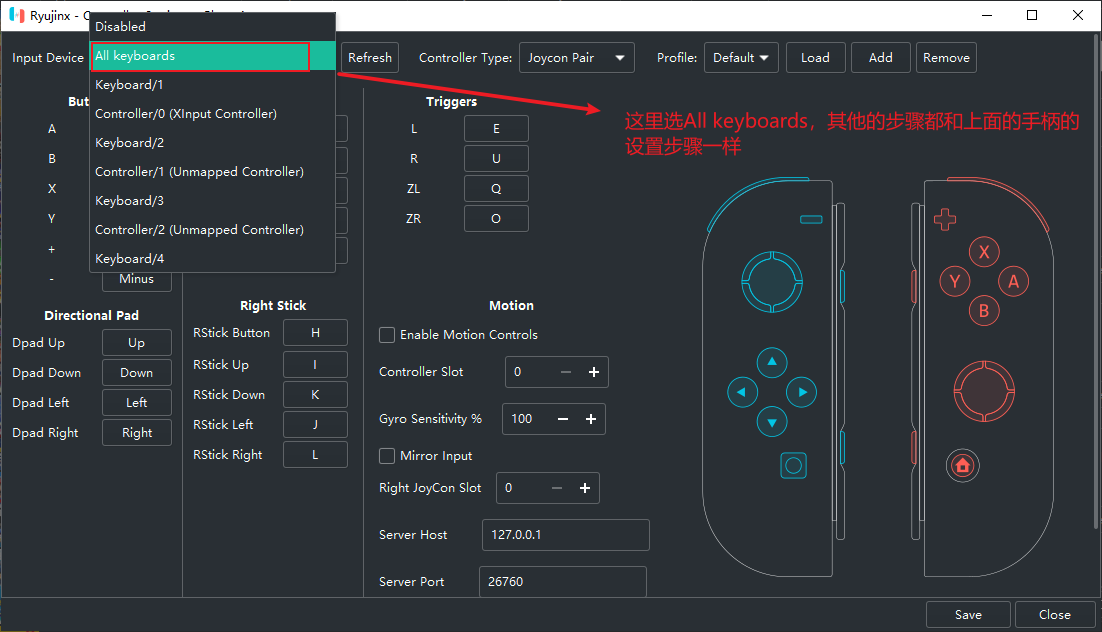 Ryujinx - C
Disabled
All keyboards
Keyboard/1
Controller/0 (XInput Controller)
Keyboard/2
Controller/1 (Unmapped Controller)
Keyboard/3
Controller/2 (Unmapped Controller)
Keyboard/4
Input Device
Refresh
Controller Type:
Joycon Pair
Profile:
Default
Load
Add
Remove
But
A
B
X
Y
+
-
Minus
Triggers
L
E
R
U
ZL
Q
ZR
O
这里选All keyboards，其他的步骤都和上面的手柄的
设置步骤一样
Directional Pad
Dpad Up
Up
Dpad Down
Down
Dpad Left
Left
Dpad Right
Right
Right Stick
RStick Button
H
RStick Up
I
RStick Down
K
RStick Left
J
RStick Right
L
Motion
Enable Motion Controls
Controller Slot
0
Gyro Sensitivity %
100
Mirror Input
Right JoyCon Slot
0
Server Host
127.0.0.1
Server Port
26760
X
Y
A
B
Save
Close